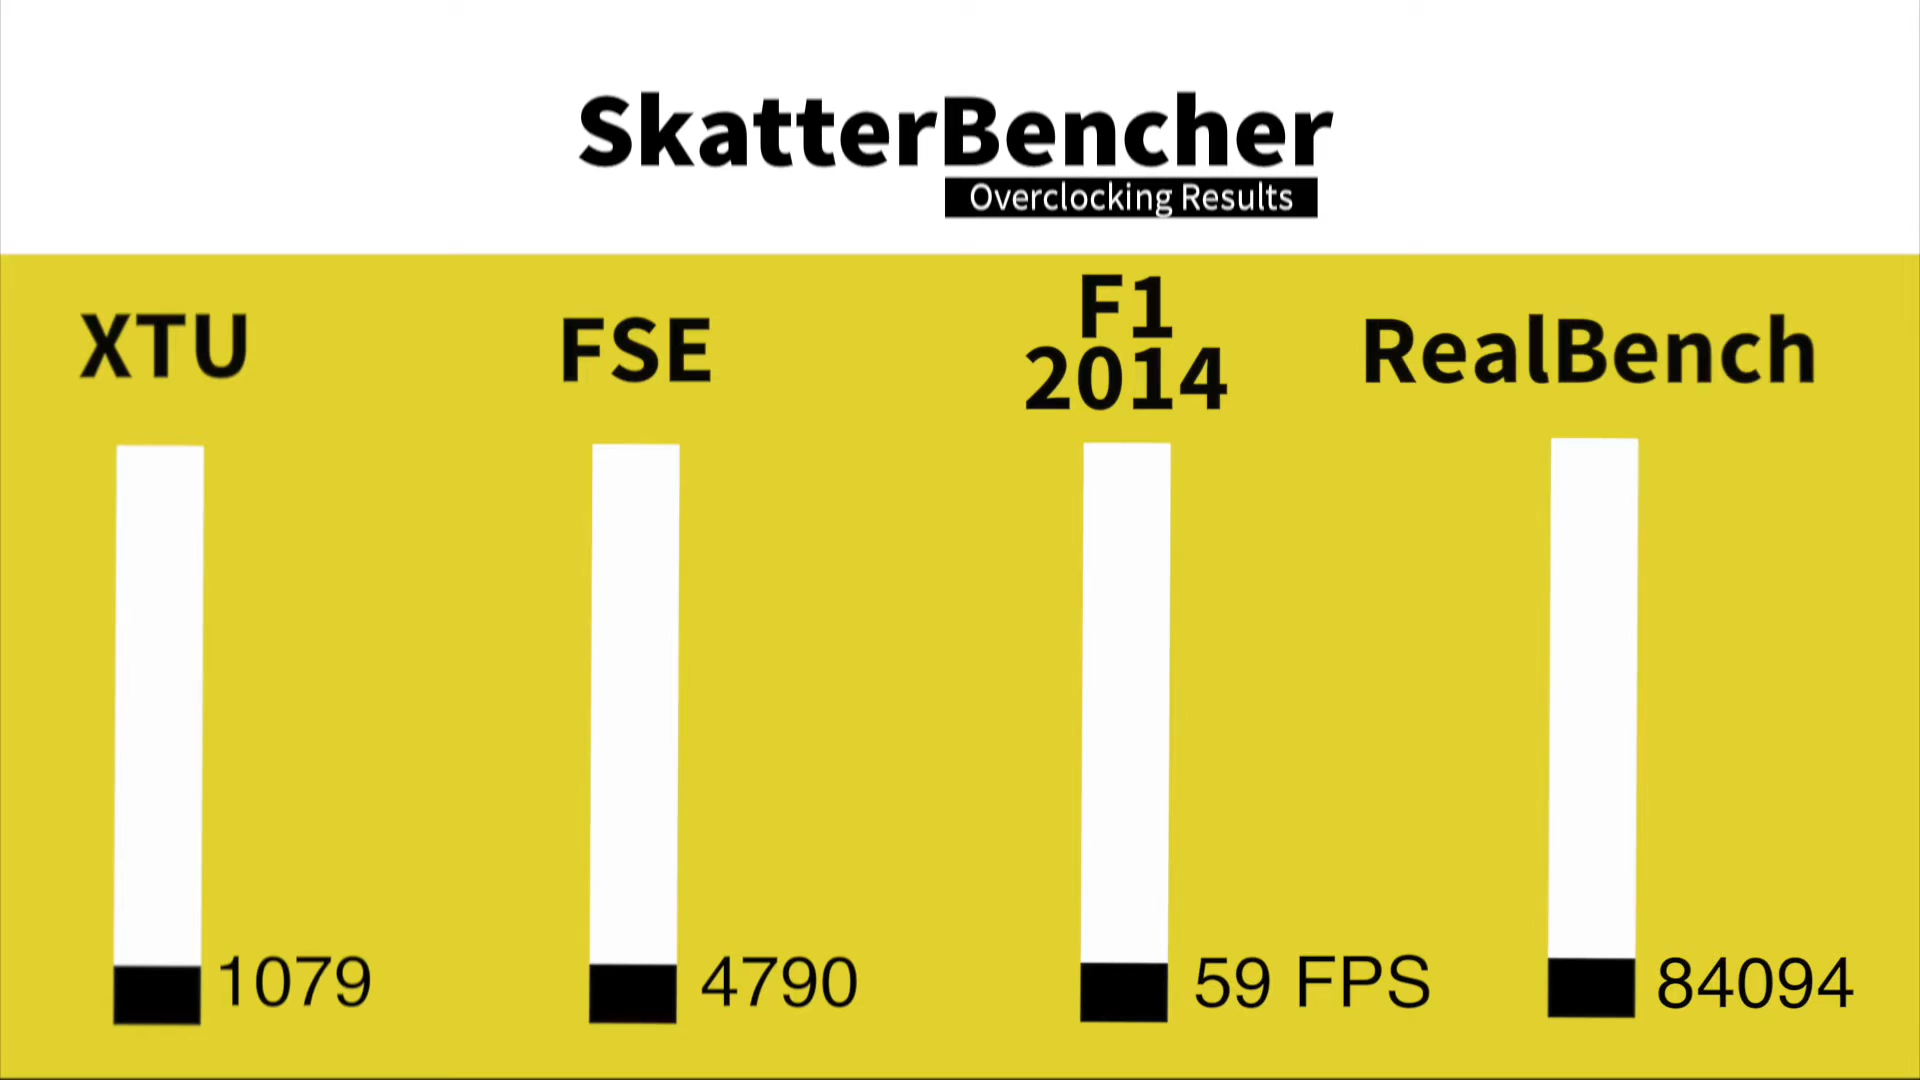 SkatterBencher
Overclocking Results
XTU
FSE
F1
2014
RealBench
1079
4790
59 FPS
84094